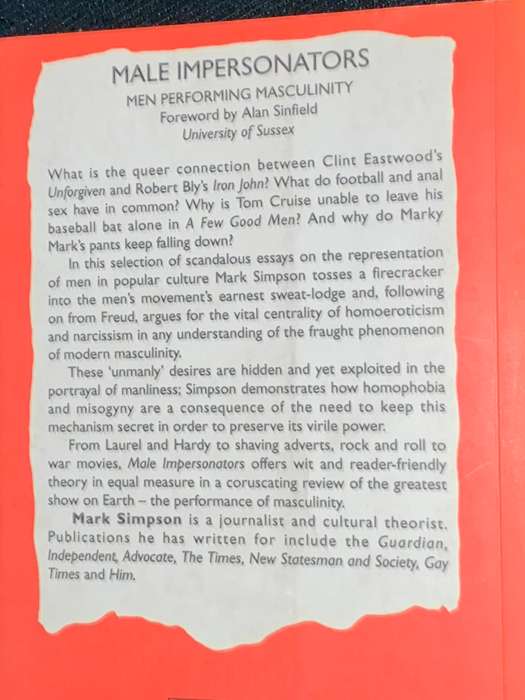 MALE IMPERSONATORS
MEN PERFORMING MASCULINITY
Foreword by Alan Sinfield
University of Sussex
What is the queer connection between Clint Eastwood's
Unforgiven and Robert Bly's Iron John? What do football and anal
sex have in common? Why is Tom Cruise unable to leave his
baseball bat alone in A Few Good Men? And why do Marky
Mark's pants keep falling down?
In this selection of scandalous essays on the representation
of men in popular culture Mark Simpson tosses a firecracker
into the men's movement's earnest sweat-lodge and, following
on from Freud, argues for the vital centrality of homoeroticism
and narcissism in any understanding of the fraught phenomenon
of modern masculinity.
These 'unmanly' desires are hidden and yet exploited in the
portrayal of manliness; Simpson demonstrates how homophobia
and misogyny are a consequence of the need to keep this
mechanism secret in order to preserve its virile power.
From Laurel and Hardy to shaving adverts, rock and roll to
war movies, Male Impersonators offers wit and reader-friendly
theory in equal measure in a coruscating review of the greatest
show on Earth – the performance of masculinity.
Mark Simpson is a journalist and cultural theorist.
Publications he has written for include the Guardian,
Independent, Advocate, The Times, New Statesman and Society, Gay
Times and Him.